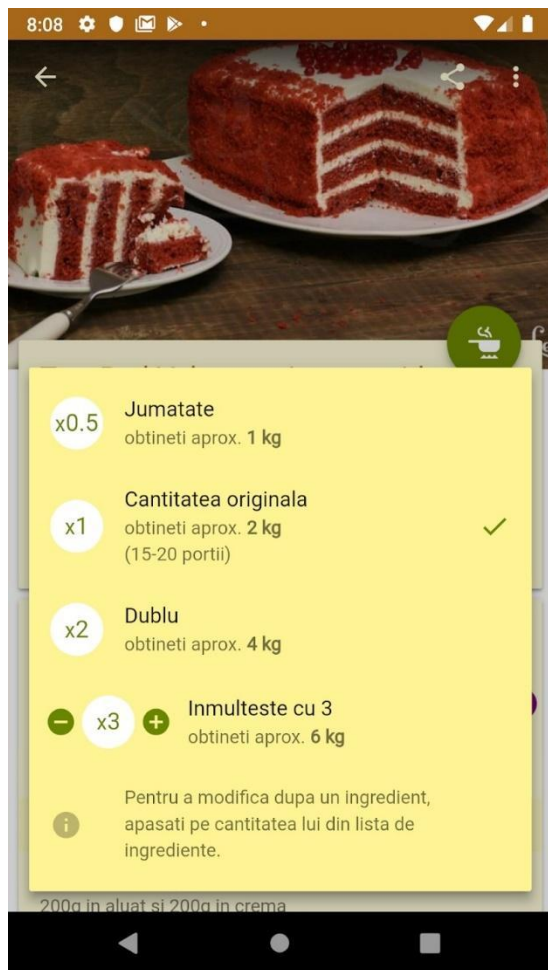 8:08
x0.5
Jumatate
obtineti aprox. 1 kg
x1
Cantitatea originala
obtineti aprox. 2 kg
(15-20 portii)
x2
Dublu
obtineti aprox. 4 kg
x3
Inmulteste cu 3
obtineti aprox. 6 kg
Pentru a modifica dupa un ingredient,
apasati pe cantitatea lui din lista de
ingrediente.
200g in aluat si 200g in crema